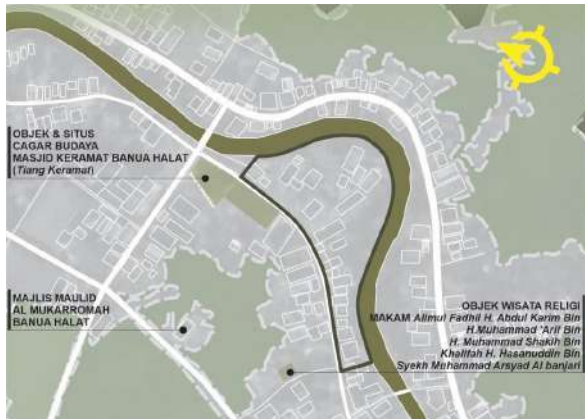 OBJEK & SITUS
CAGAR BUDAYA
MASJID KERAMAT BANUA HALAT
(Tiang Keramat)
MAJLIS MAULID
AL MUKARROMAH
BANUA HALAT
OBJEK WISATA RELIGI
MAKAM Alimul Fadhil H. Abdul Karim Bin
H.Muhammad 'Arif Bin
H. Muhammad Shakih Bin
Khalifah H. Hasanuddin Bin
Syekh Muhammad Arsyad Al banjari